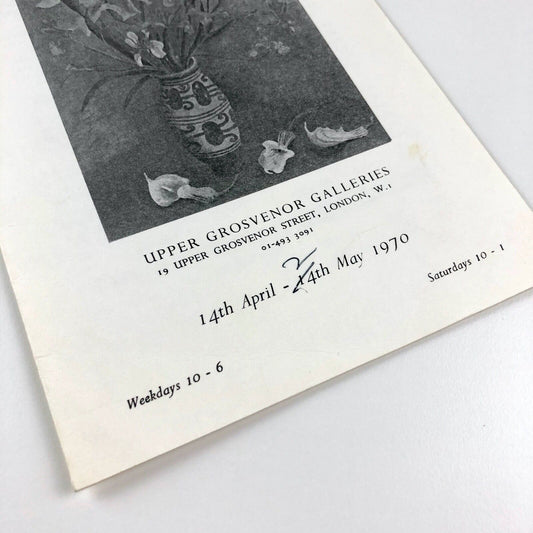 UPPER GROSVENOR GALLERIES
19 UPPER GROSVENOR STREET, LONDON, W.1
01-493 3091
14th April - 24th May 1970
Weekdays 10 - 6
Saturdays 10 - 1